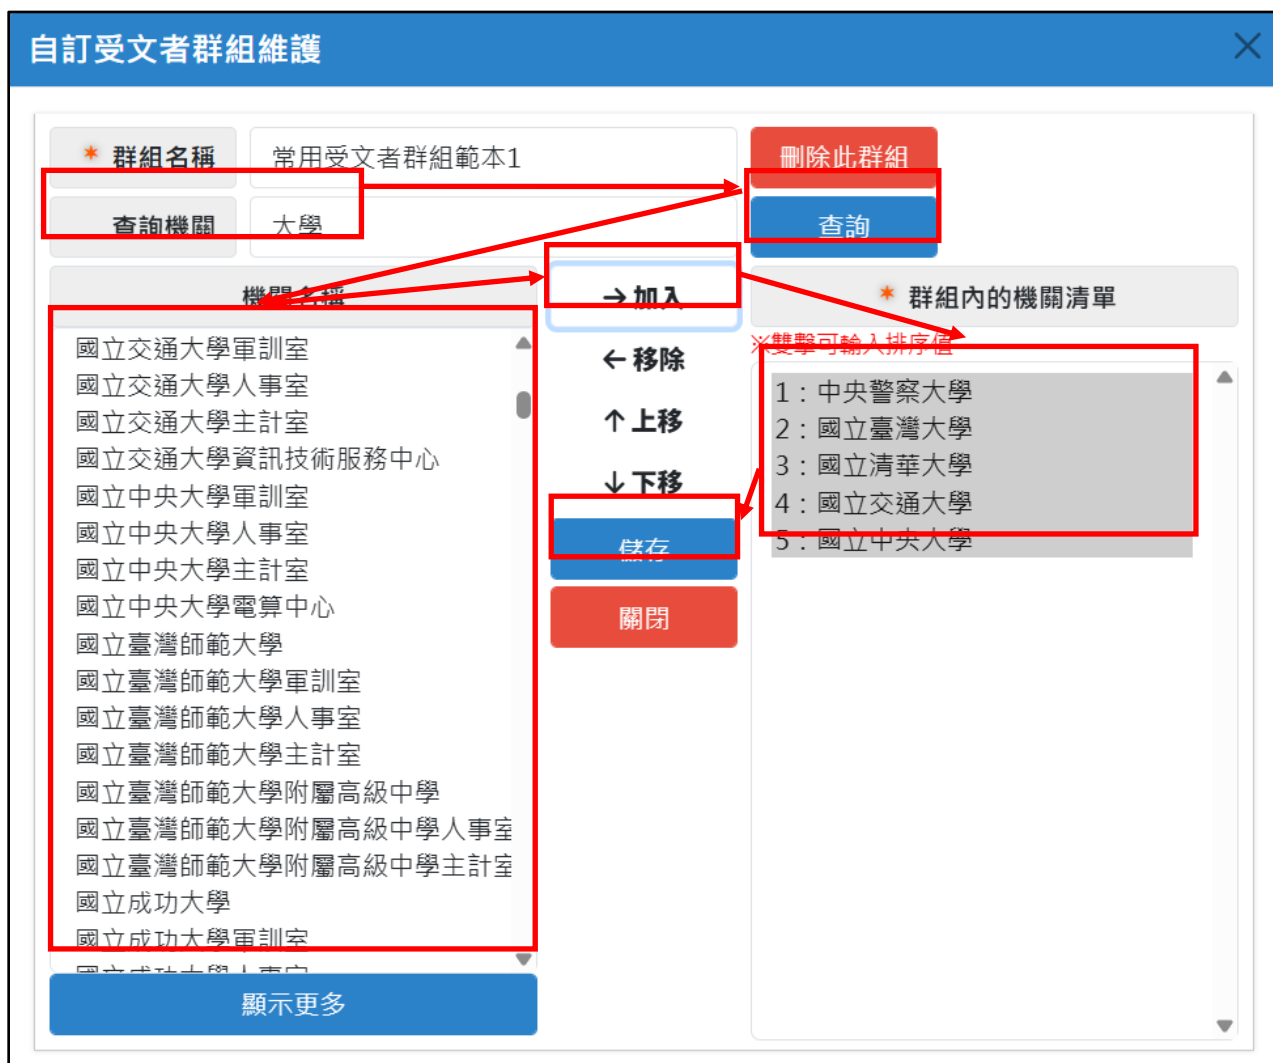 自訂受文者群組維護
* 群組名稱 常用受文者群組範本1 刪除此群組
查詢機關 大學 查詢
機關名稱
國立交通大學軍訓室
國立交通大學人事室
國立交通大學主計室
國立交通大學資訊技術服務中心
國立中央大學軍訓室
國立中央大學人事室
國立中央大學主計室
國立中央大學電算中心
國立臺灣師範大學
國立臺灣師範大學軍訓室
國立臺灣師範大學人事室
國立臺灣師範大學主計室
國立臺灣師範大學附屬高級中學
國立臺灣師範大學附屬高級中學人事室
國立臺灣師範大學附屬高級中學主計室
國立成功大學
國立成功大學軍訓室
國立成功大學人事室
顯示更多
→加入
←移除
↑上移
↓下移
儲存
關閉
* 群組內的機關清單
※雙擊可輸入排序值
1：中央警察大學
2：國立臺灣大學
3：國立清華大學
4：國立交通大學
5：國立中央大學